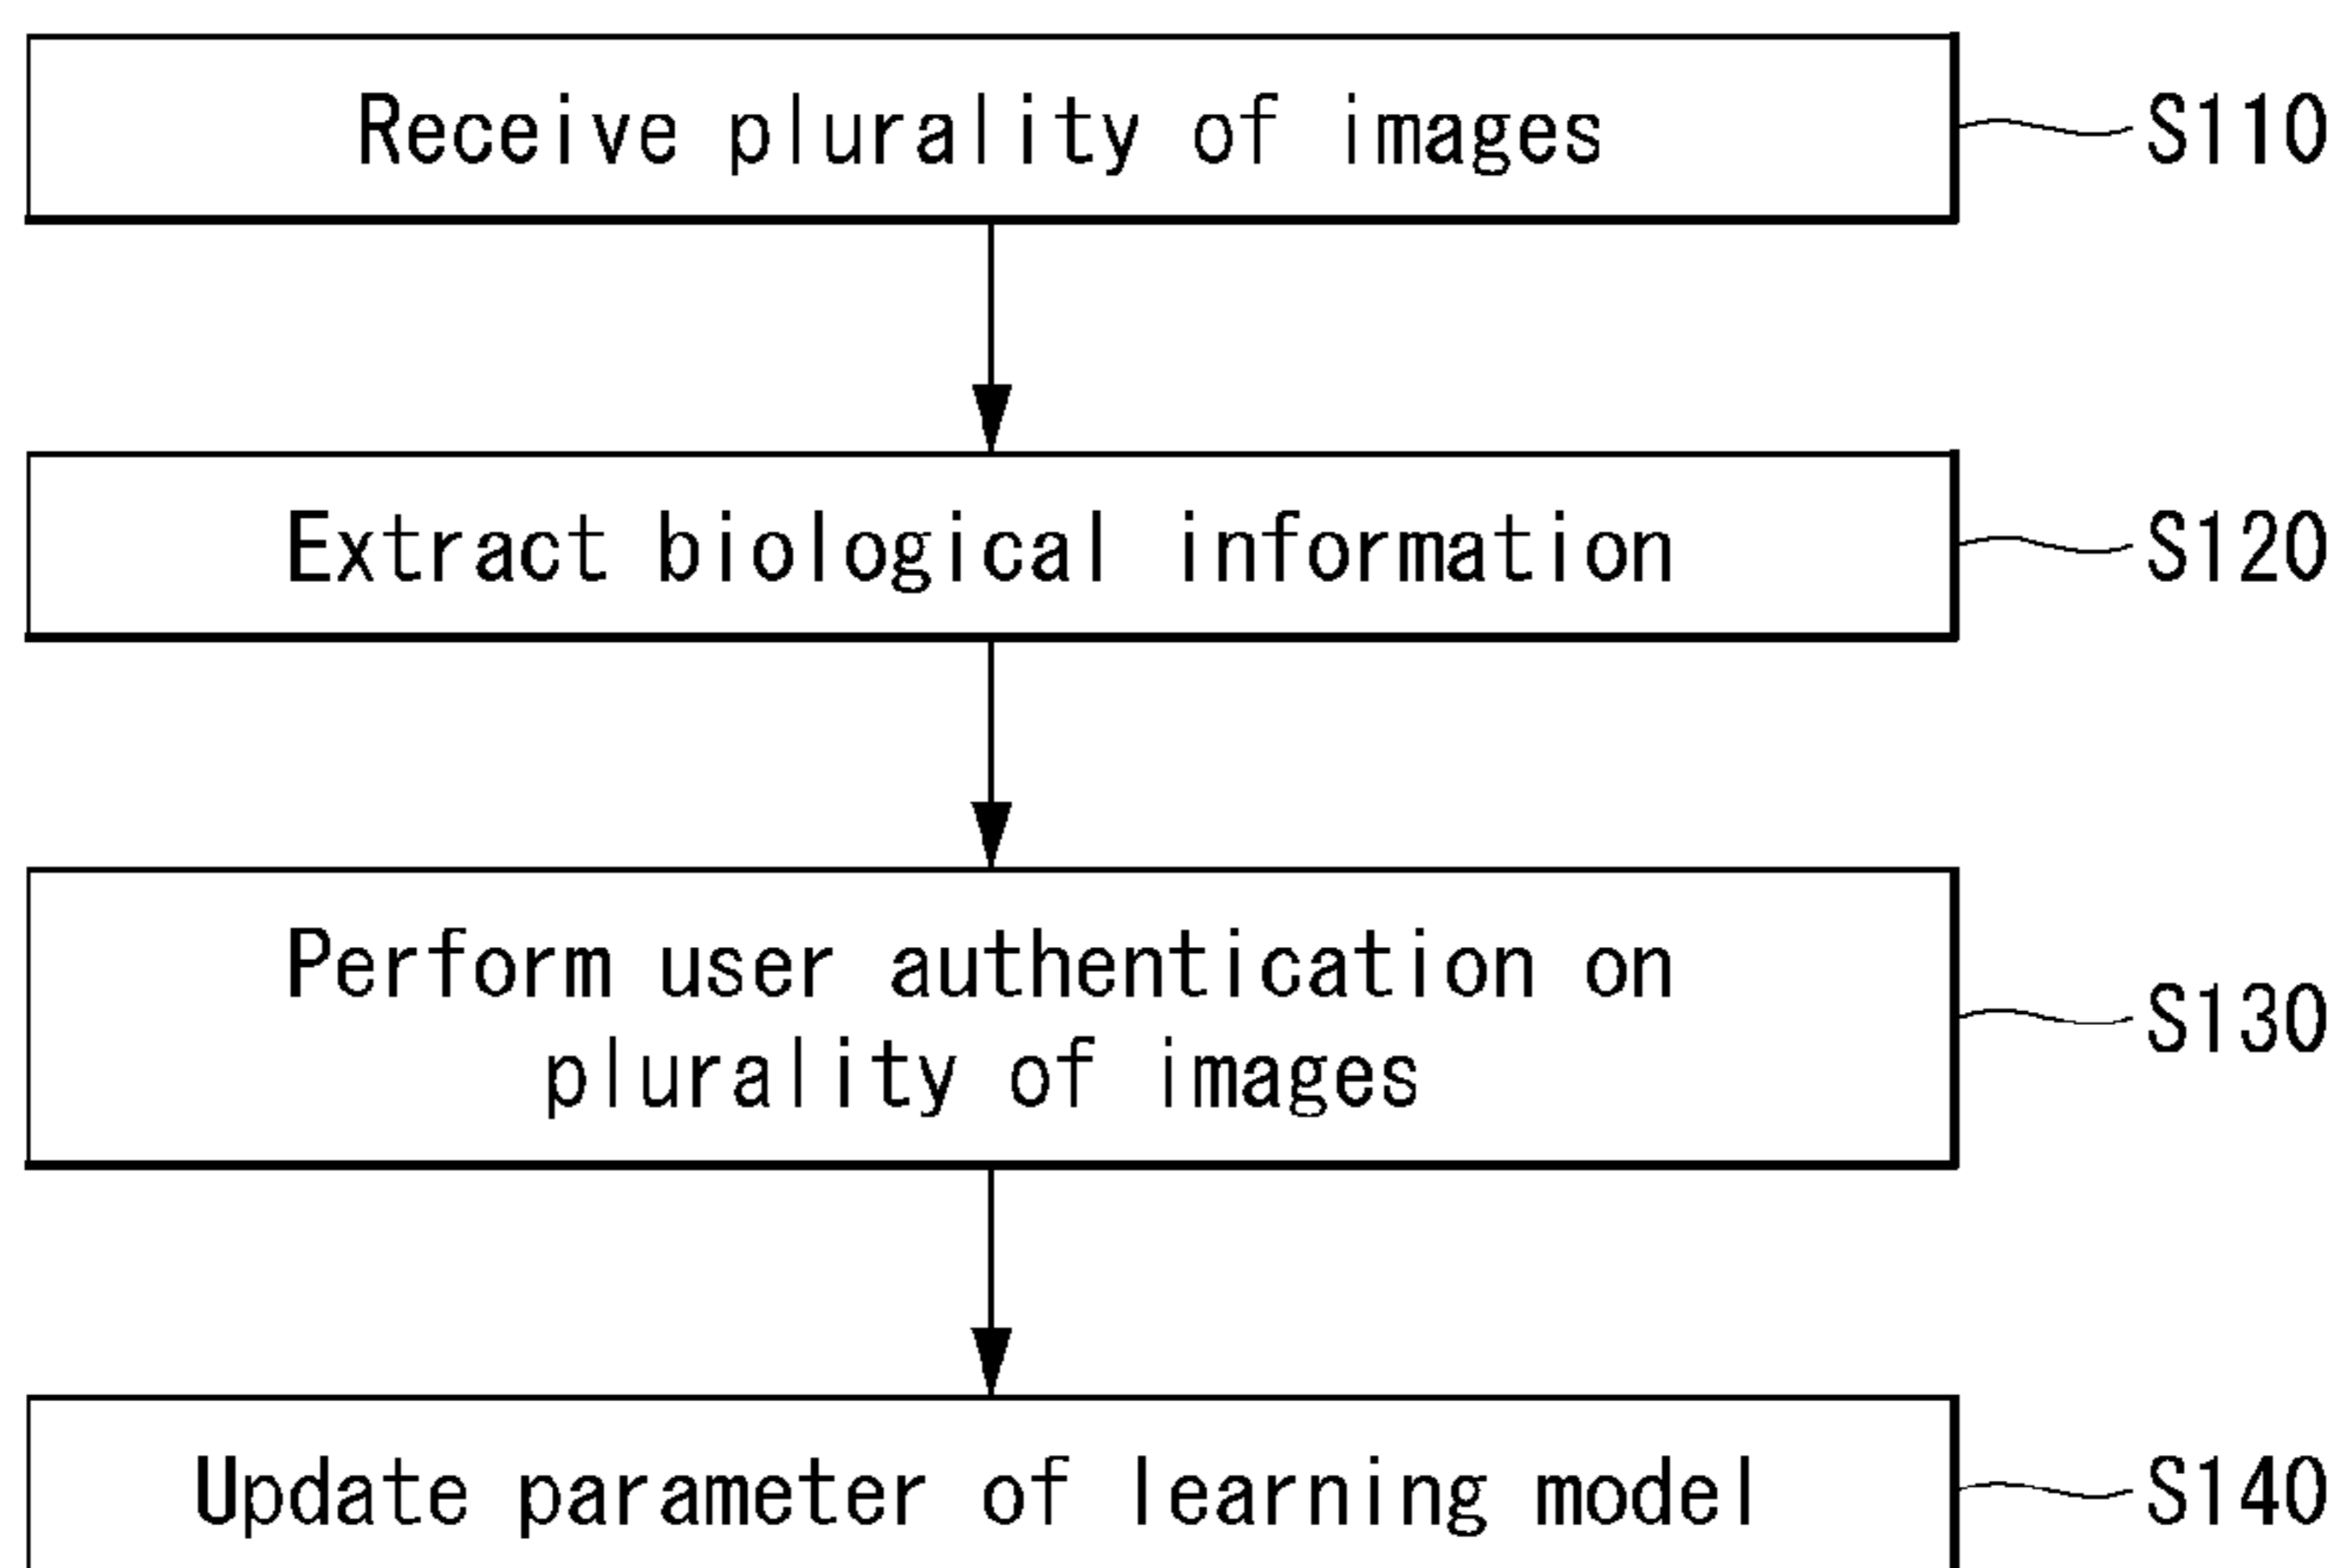 Receive plurality of images S110
Extract biological information S120
Perform user authentication on
plurality of images S130
Update parameter of learning model S140